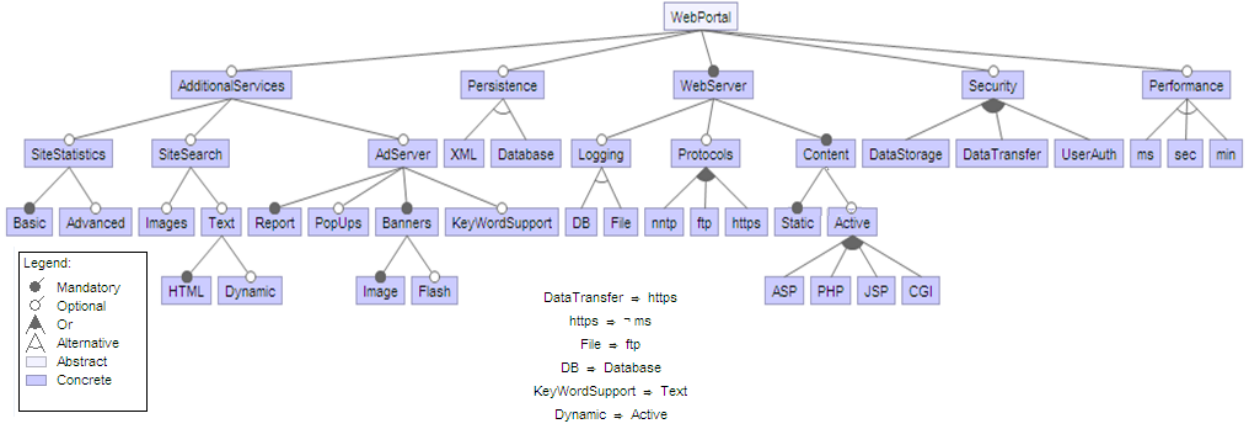 WebPortal
AdditionalServices Persistence WebServer Security Performance
SiteStatistics SiteSearch AdServer XML Database Logging Protocols Content DataStorage DataTransfer UserAuth ms sec min
Basic Advanced Images Text Report PopUps Banners KeyWordSupport DB File nntp ftp https Static Active
HTML Dynamic Image Flash ASP PHP JSP CGI
Legend:
Mandatory
Optional
Or
Alternative
Abstract
Concrete
DataTransfer ⇒ https
https ⇒ ¬ ms
File ⇒ ftp
DB ⇒ Database
KeyWordSupport ⇒ Text
Dynamic ⇒ Active